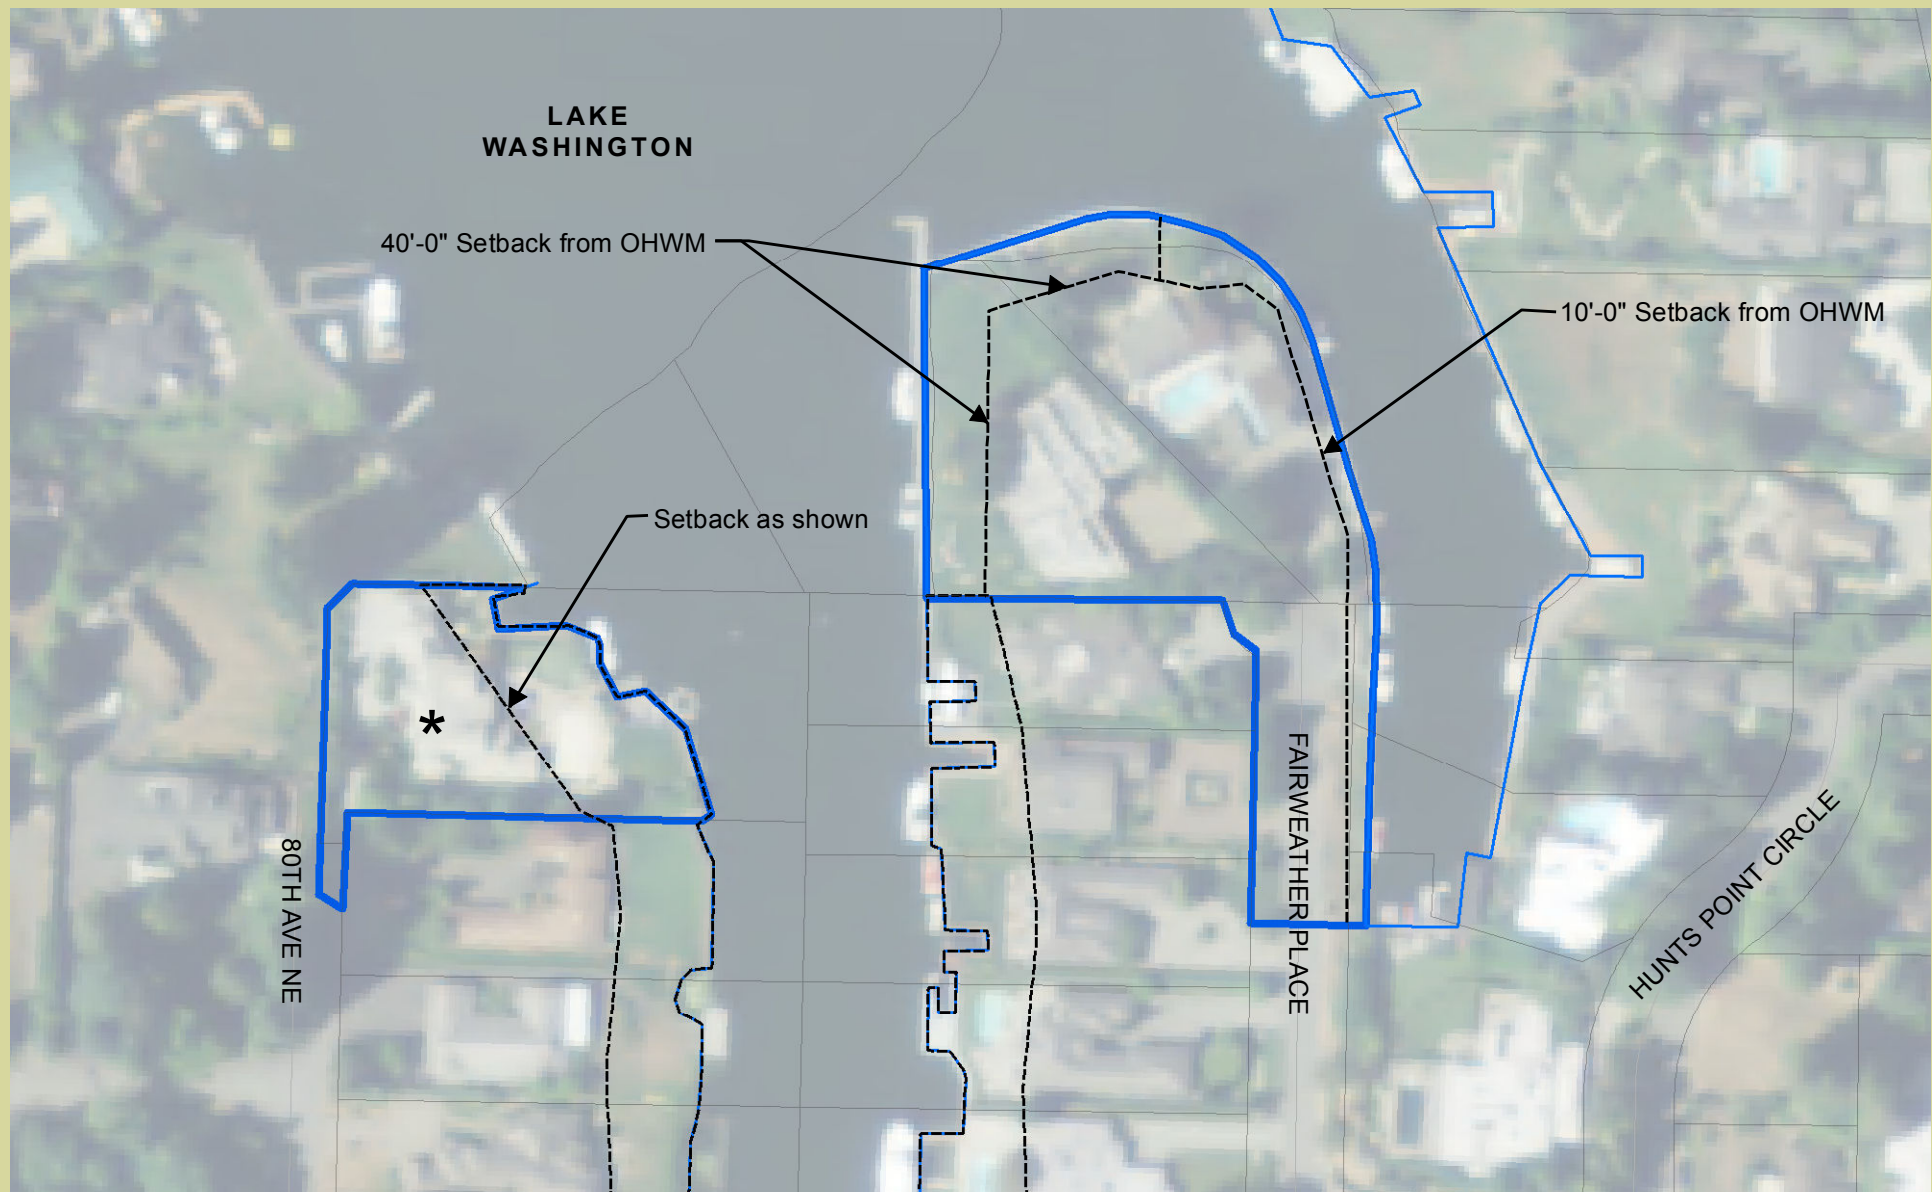 LAKE
WASHINGTON
40'-0" Setback from OHWM
10'-0" Setback from OHWM
Setback as shown
*
80TH AVE NE
FAIRWEATHER PLACE
HUNTS POINT CIRCLE